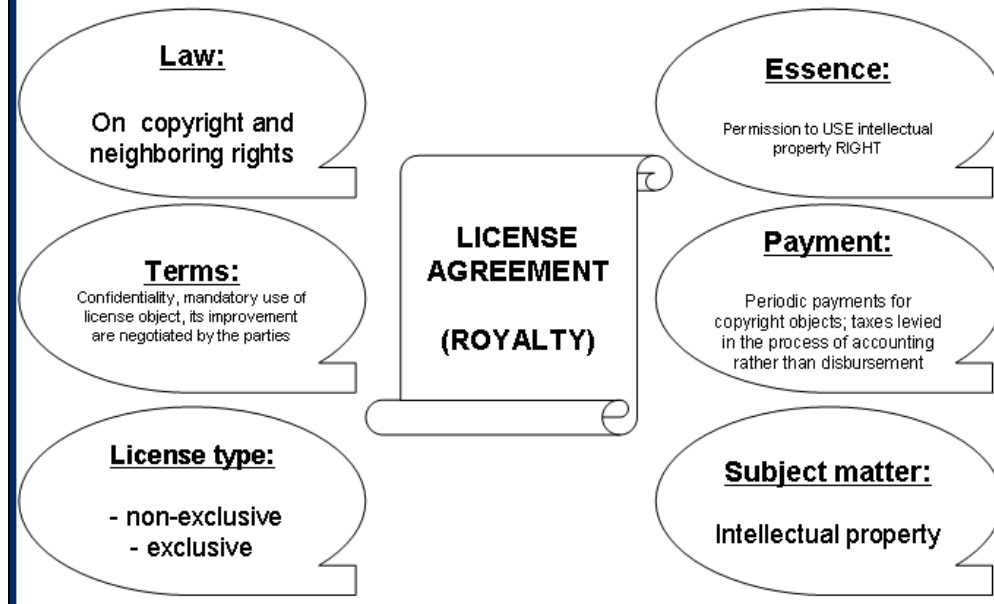 Law:
On copyright and
neighboring rights
Terms:
Confidentiality, mandatory use of
license object, its improvement
are negotiated by the parties
License type:
- non-exclusive
- exclusive
LICENSE
AGREEMENT
(ROYALTY)
Essence:
Permission to USE intellectual
property RIGHT
Payment:
Periodic payments for
copyright objects; taxes levied
in the process of accounting
rather than disbursement
Subject matter:
Intellectual property